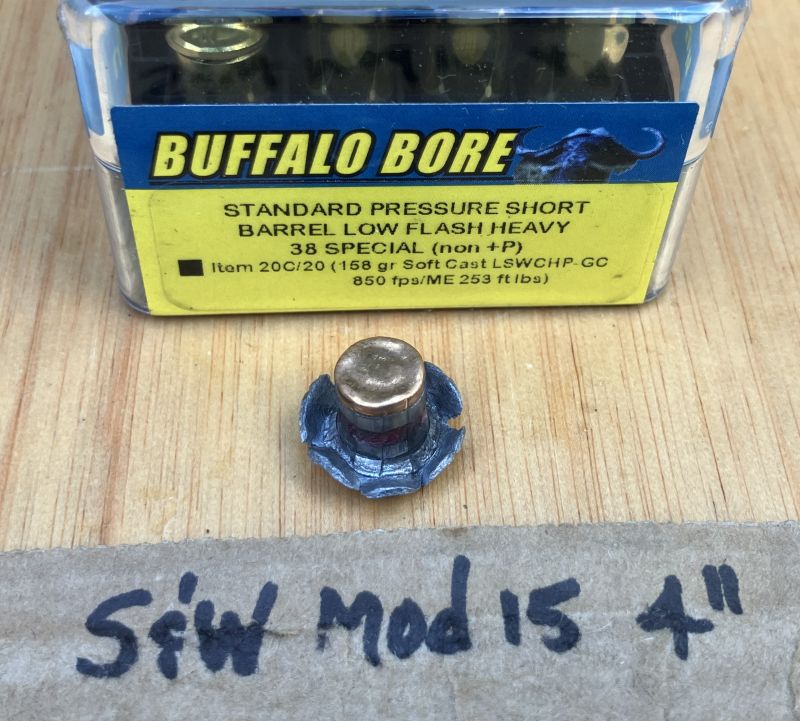 BUFFALO BORE
STANDARD PRESSURE SHORT
BARREL LOW FLASH HEAVY
38 SPECIAL (non +P)
Item 20C/20 (158 gr Soft Cast LSWCHP-GC
850 fps/ME 253 ft lbs)
S&W Mod 15 4"